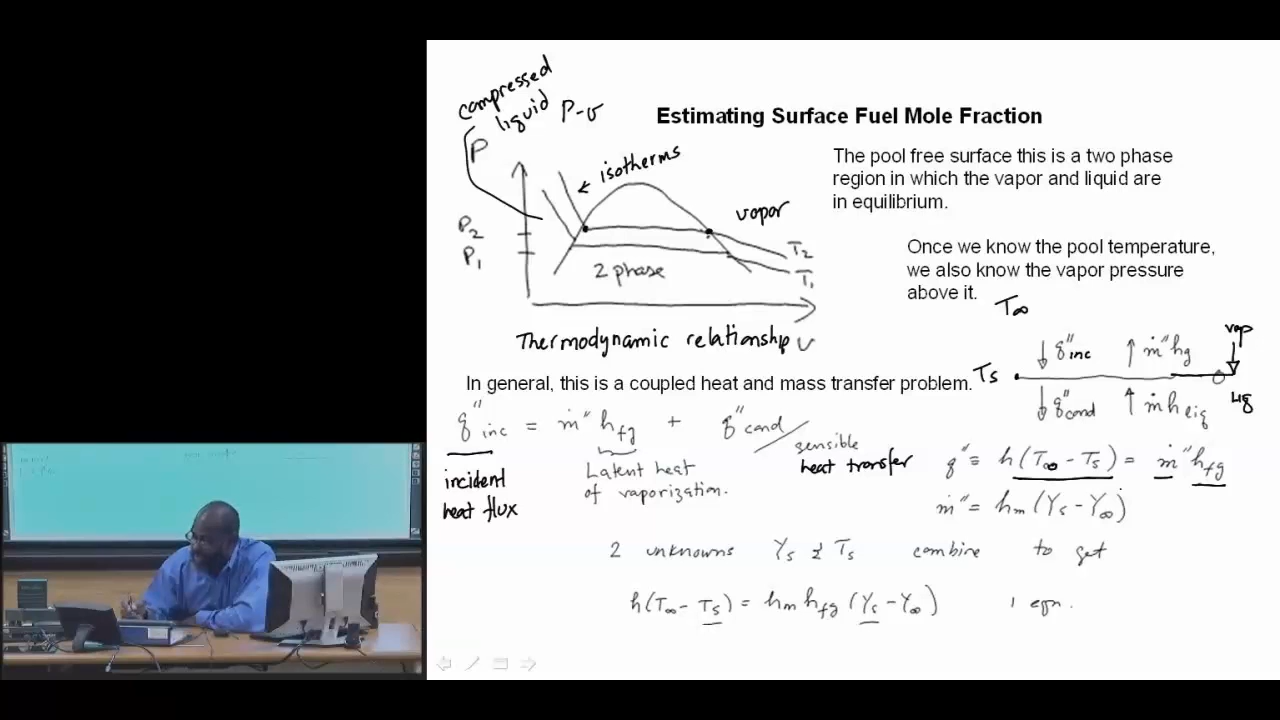 compressed
liquid
P-v
Estimating Surface Fuel Mole Fraction
P
isotherms
The pool free surface this is a two phase
region in which the vapor and liquid are
in equilibrium.
vapor
P₂
P₁
T₂
T₁
2 phase
Once we know the pool temperature,
we also know the vapor pressure
above it.
T∞
Thermodynamic relationship v
vap
q̇″inc ṁ″hg
Ts
liq
q̇″cond ṁ hliq
In general, this is a coupled heat and mass transfer problem.
q̇″inc = ṁ″ hfg + q̇″cond
sensible
heat transfer
incident
heat flux
Latent heat
of vaporization.
q̇″ = h(T∞ - Ts) = ṁ″hfg
ṁ″ = hm (Ys - Y∞)
2 unknowns Ys & Ts combine to get
h(T∞ - Ts) = hm hfg (Ys - Y∞) 1 eqn.